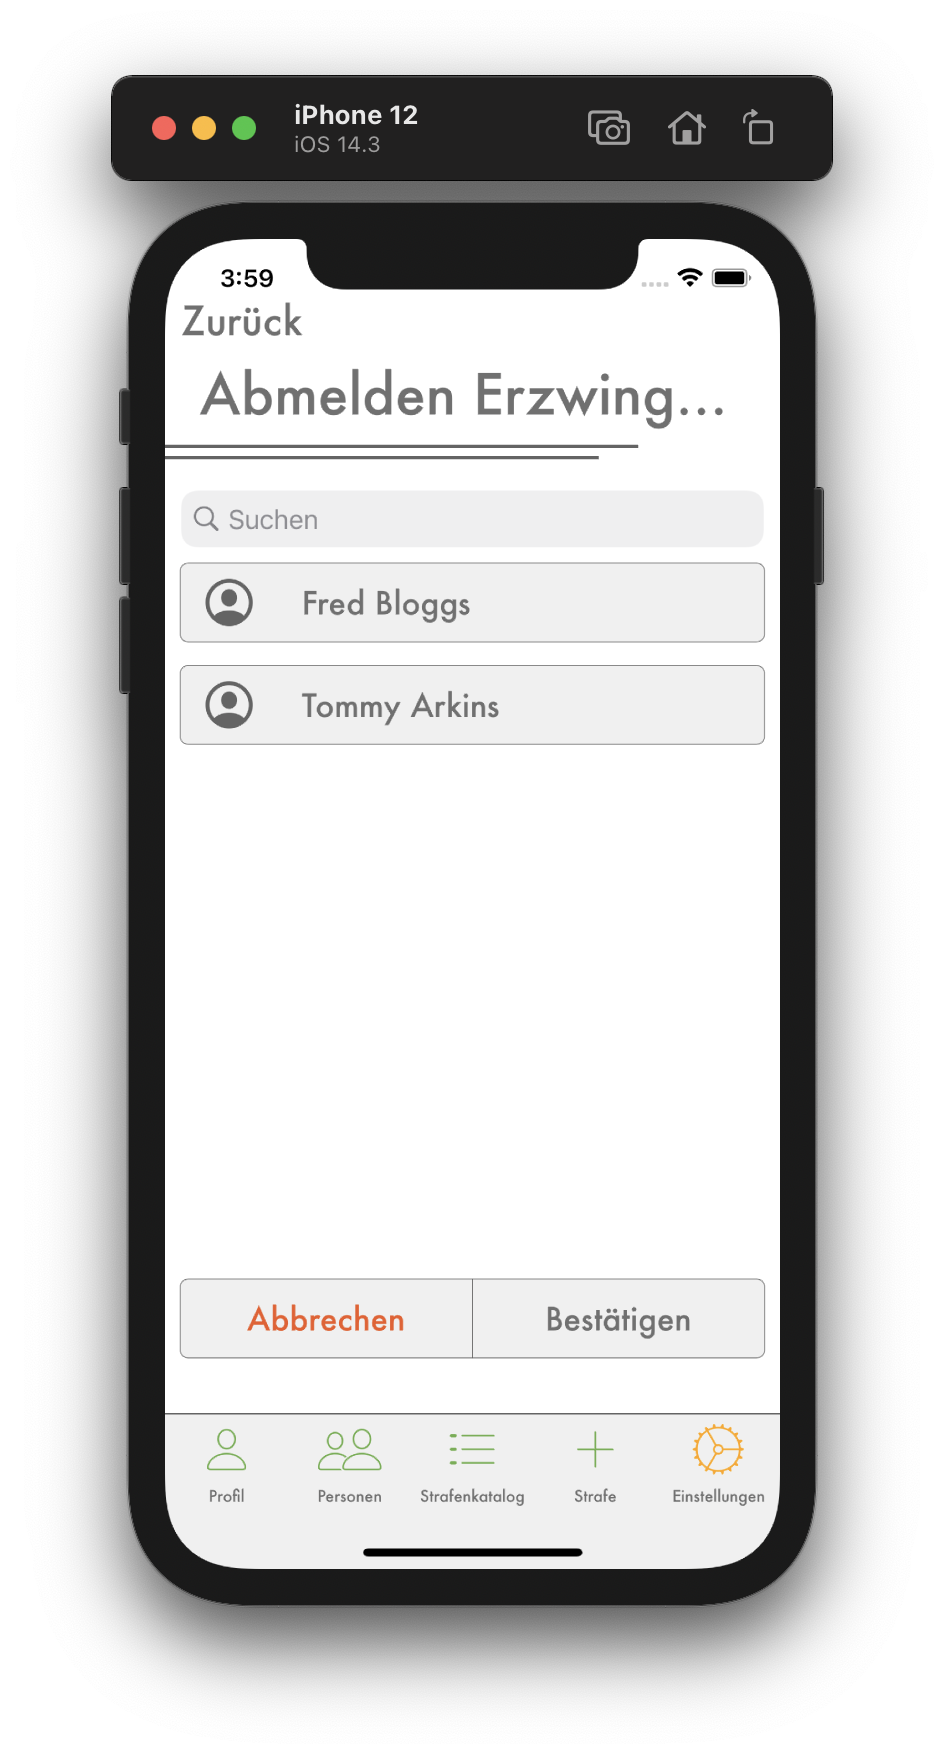 iPhone 12
iOS 14.3
3:59
Zurück
Abmelden Erzwing...
Suchen
Fred Bloggs
Tommy Arkins
Abbrechen
Bestätigen
Profil
Personen
Strafenkatalog
Strafe
Einstellungen